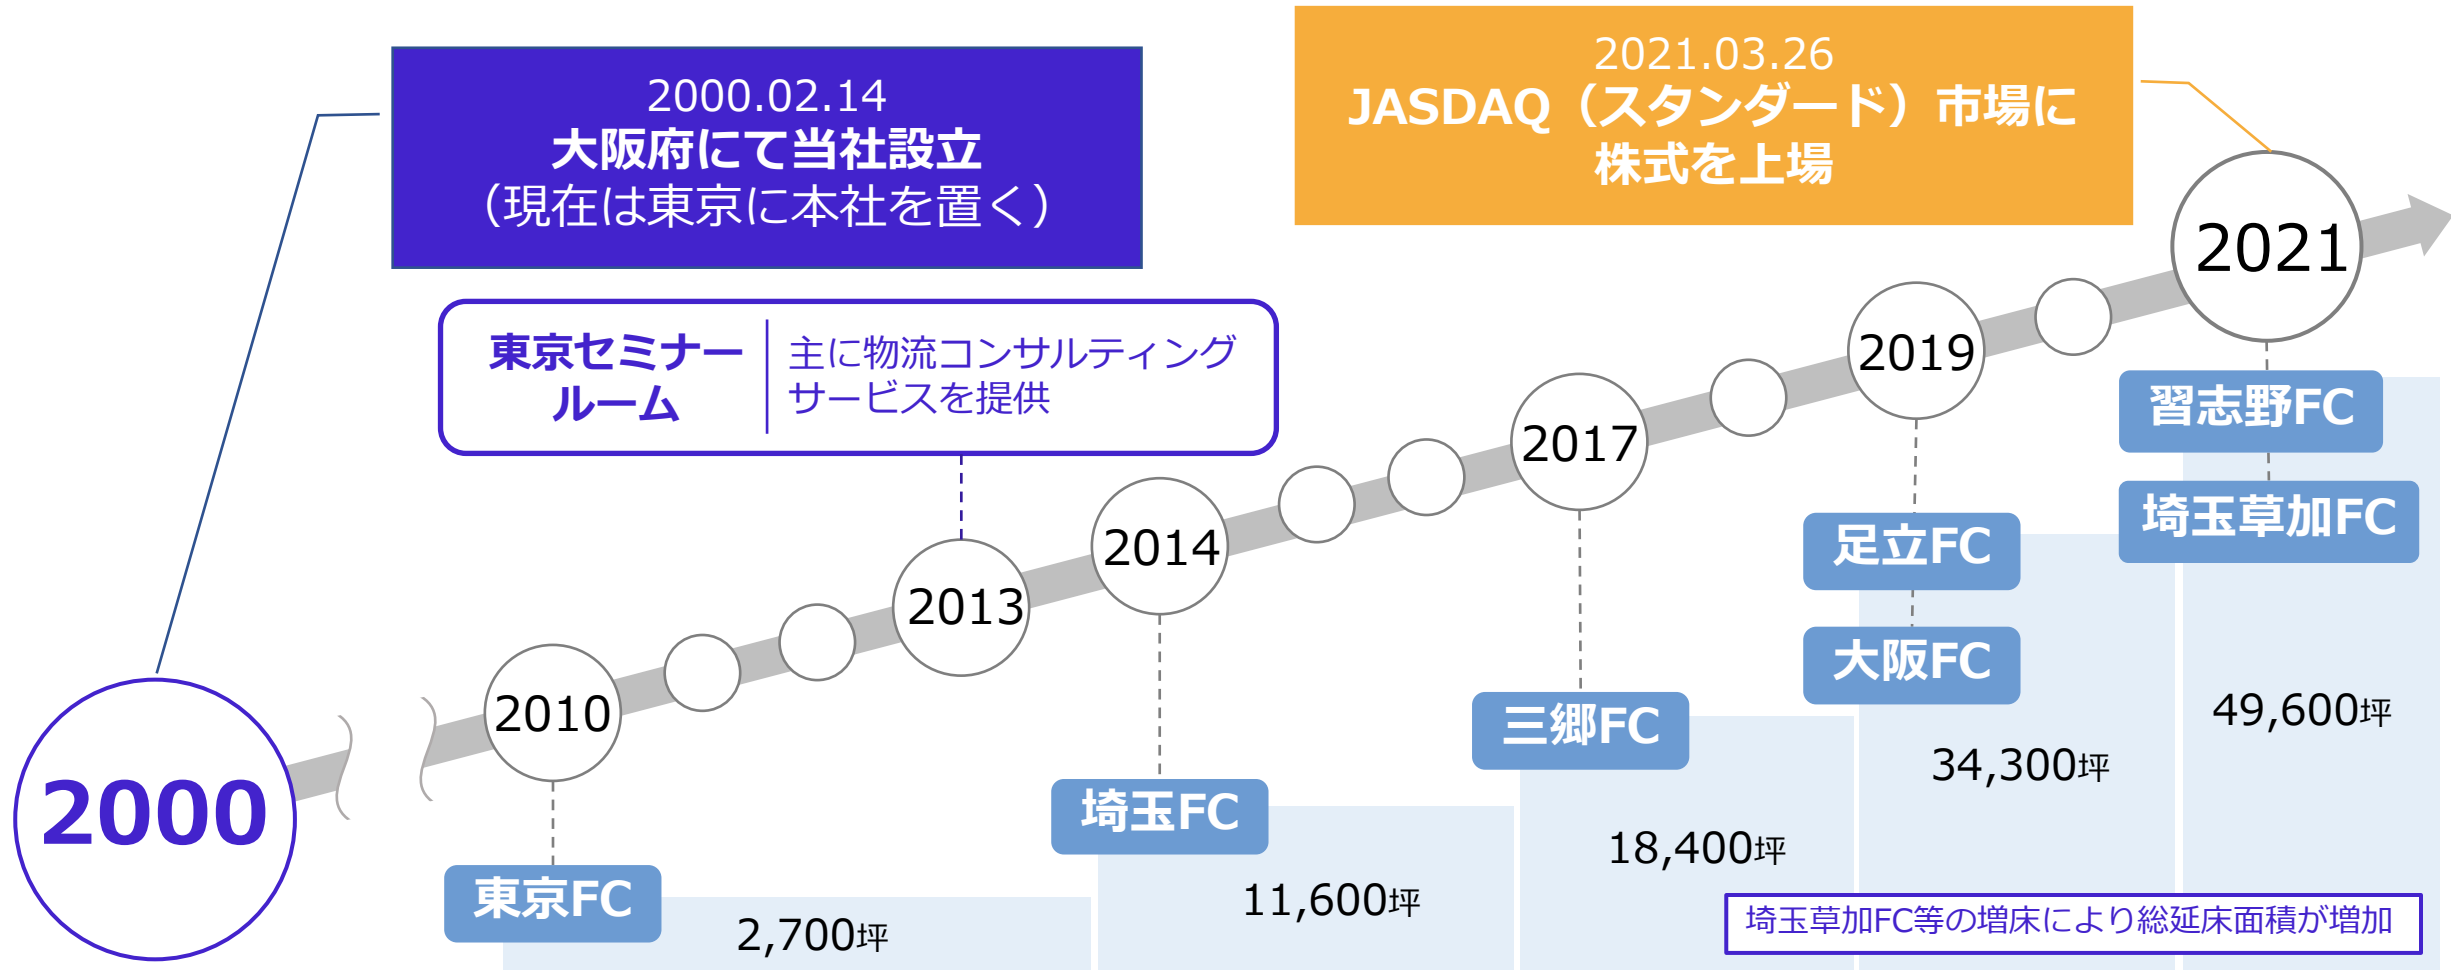 2000.02.14
大阪府にて当社設立
（現在は東京に本社を置く）
2021.03.26
JASDAQ（スタンダード）市場に
株式を上場
東京セミナー
ルーム
主に物流コンサルティング
サービスを提供
2000
2010
2013
2014
2017
2019
2021
東京FC
2,700坪
埼玉FC
11,600坪
三郷FC
18,400坪
足立FC
大阪FC
34,300坪
習志野FC
埼玉草加FC
49,600坪
埼玉草加FC等の増床により総延床面積が増加